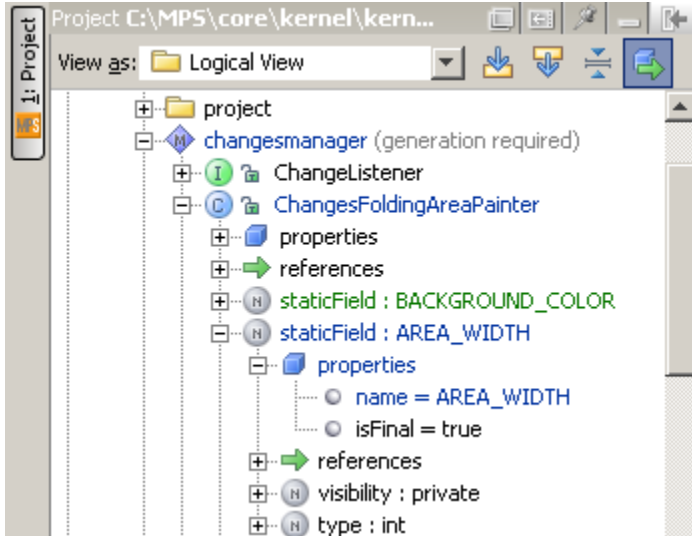 Project C:\MPS\core\kernel\kern...
1: Project
MPS
View as: Logical View
project
changesmanager (generation required)
M
I ChangeListener
C ChangesFoldingAreaPainter
properties
references
N staticField : BACKGROUND_COLOR
N staticField : AREA_WIDTH
properties
name = AREA_WIDTH
isFinal = true
references
N visibility : private
N type : int